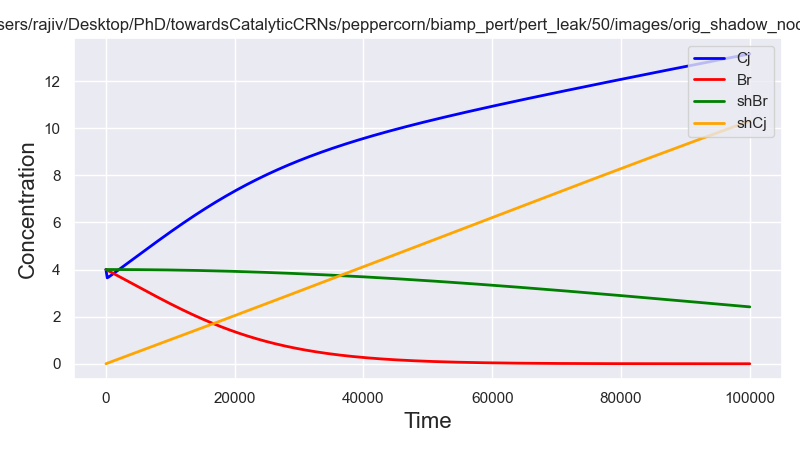 sers/rajiv/Desktop/PhD/towardsCatalyticCRNs/peppercorn/biamp_pert/pert_leak/50/images/orig_shadow_noc
Cj
Br
shBr
shCj
Concentration
12
10
8
6
4
2
0
0 20000 40000 60000 80000 100000
Time